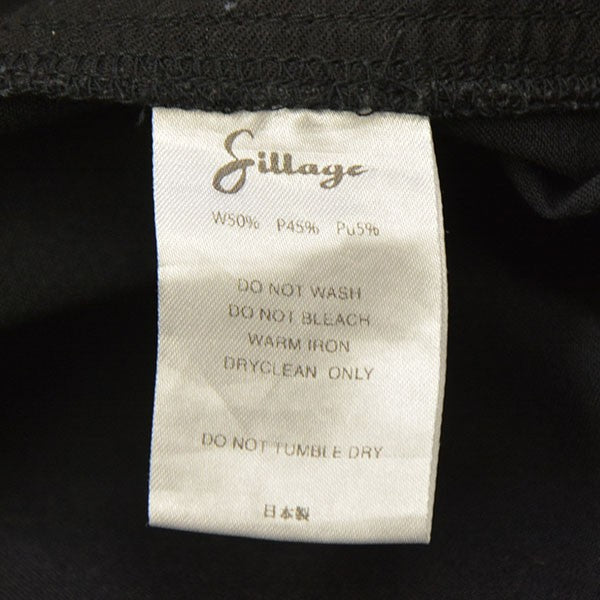 Sillage
W50% P45% Pu5%
DO NOT WASH
DO NOT BLEACH
WARM IRON
DRYCLEAN ONLY
DO NOT TUMBLE DRY
日本製